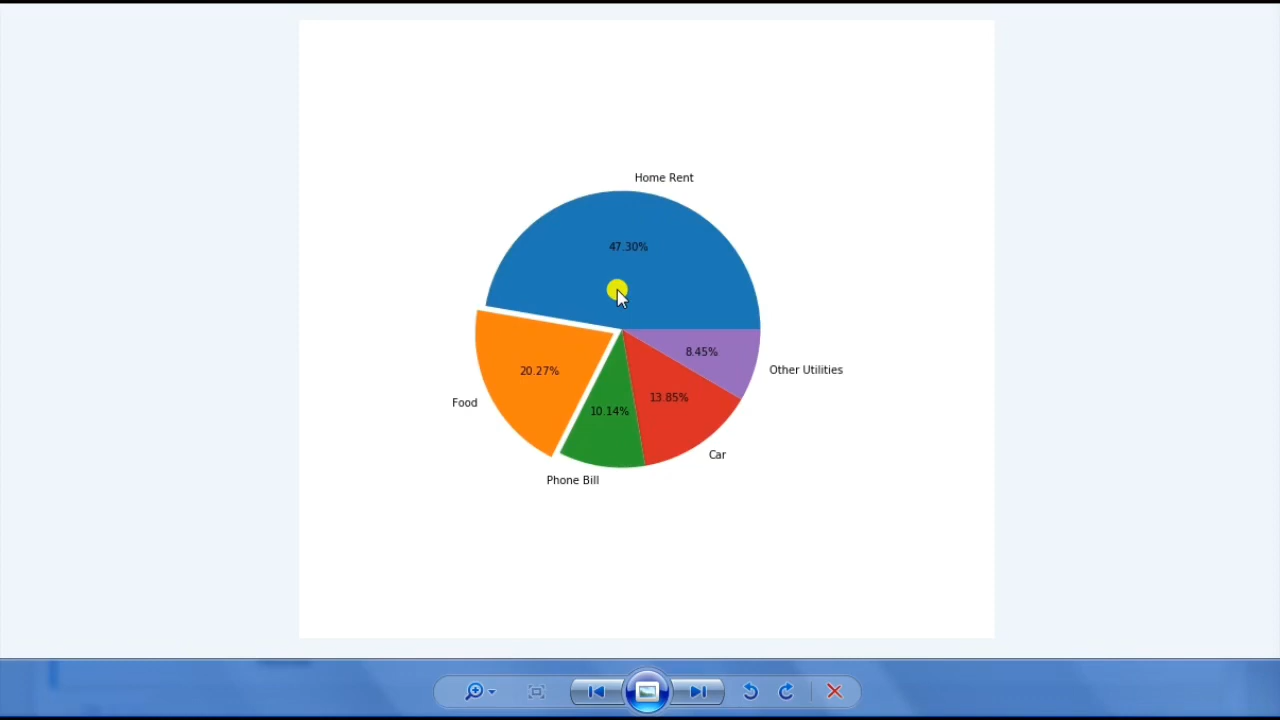 Home Rent
47.30%
8.45%
Other Utilities
20.27%
13.85%
Food
10.14%
Car
Phone Bill